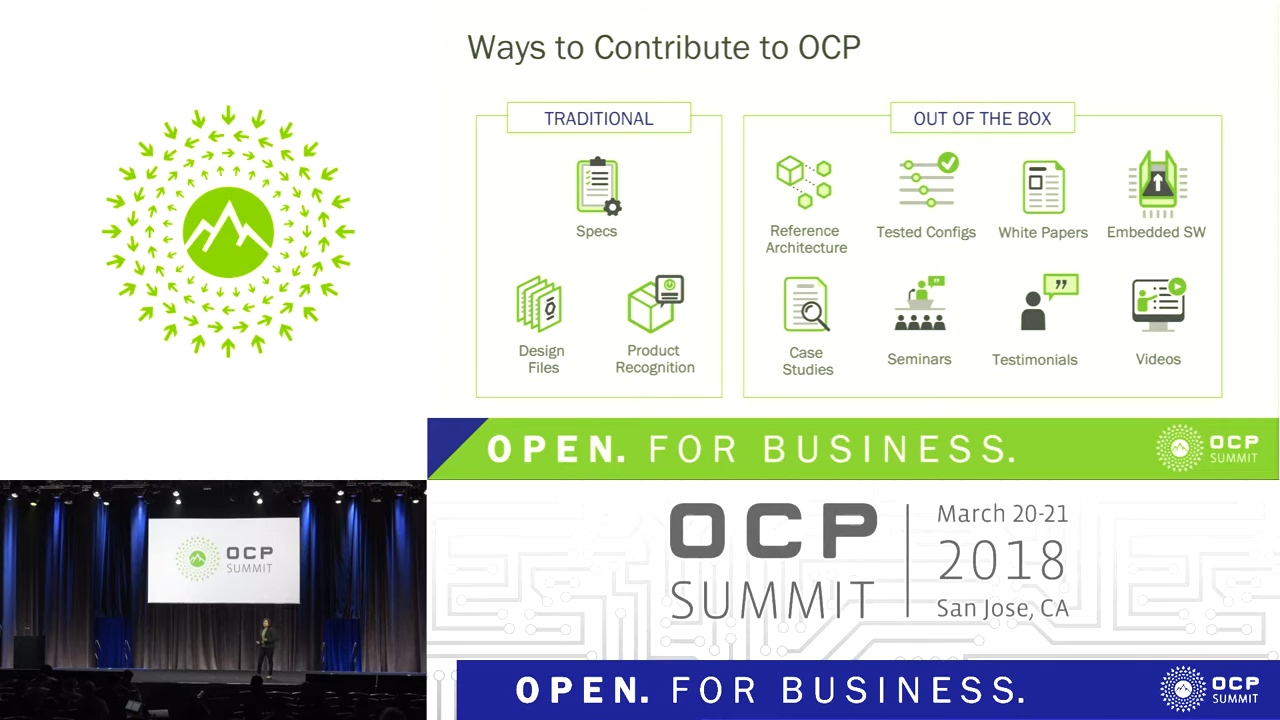 Ways to Contribute to OCP
TRADITIONAL
Specs
Design
Files
Product
Recognition
OUT OF THE BOX
Reference
Architecture
Tested Configs
White Papers
Embedded SW
Case
Studies
Seminars
Testimonials
Videos
OPEN. FOR BUSINESS.
OCP
SUMMIT
OCP
SUMMIT
OCP
SUMMIT
March 20-21
2018
San Jose, CA
OPEN. FOR BUSINESS.
OCP
SUMMIT